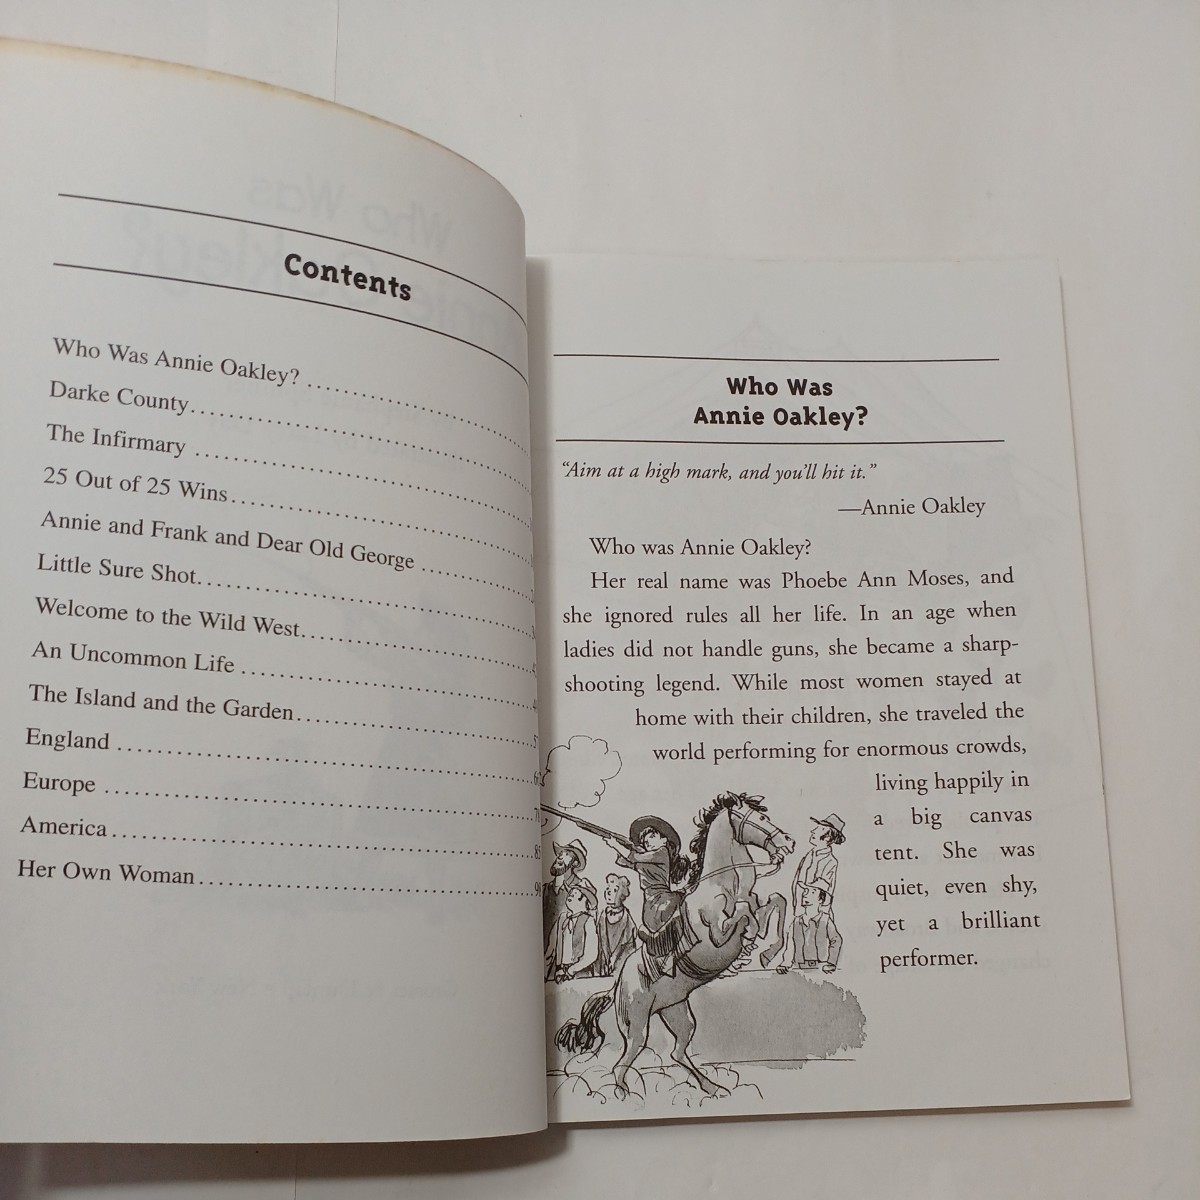 Contents
Who Was Annie Oakley?
Darke County
The Infirmary
25 Out of 25 Wins
Annie and Frank and Dear Old George
Little Sure Shot
Welcome to the Wild West
An Uncommon Life
The Island and the Garden
England
Europe
America 85
Her Own Woman
Who Was
Annie Oakley?
“Aim at a high mark, and you’ll hit it.”
—Annie Oakley
Who was Annie Oakley?
Her real name was Phoebe Ann Moses, and
she ignored rules all her life. In an age when
ladies did not handle guns, she became a sharp-
shooting legend. While most women stayed at
home with their children, she traveled the
world performing for enormous crowds,
living happily in
a big canvas
tent. She was
quiet, even shy,
yet a brilliant
performer.